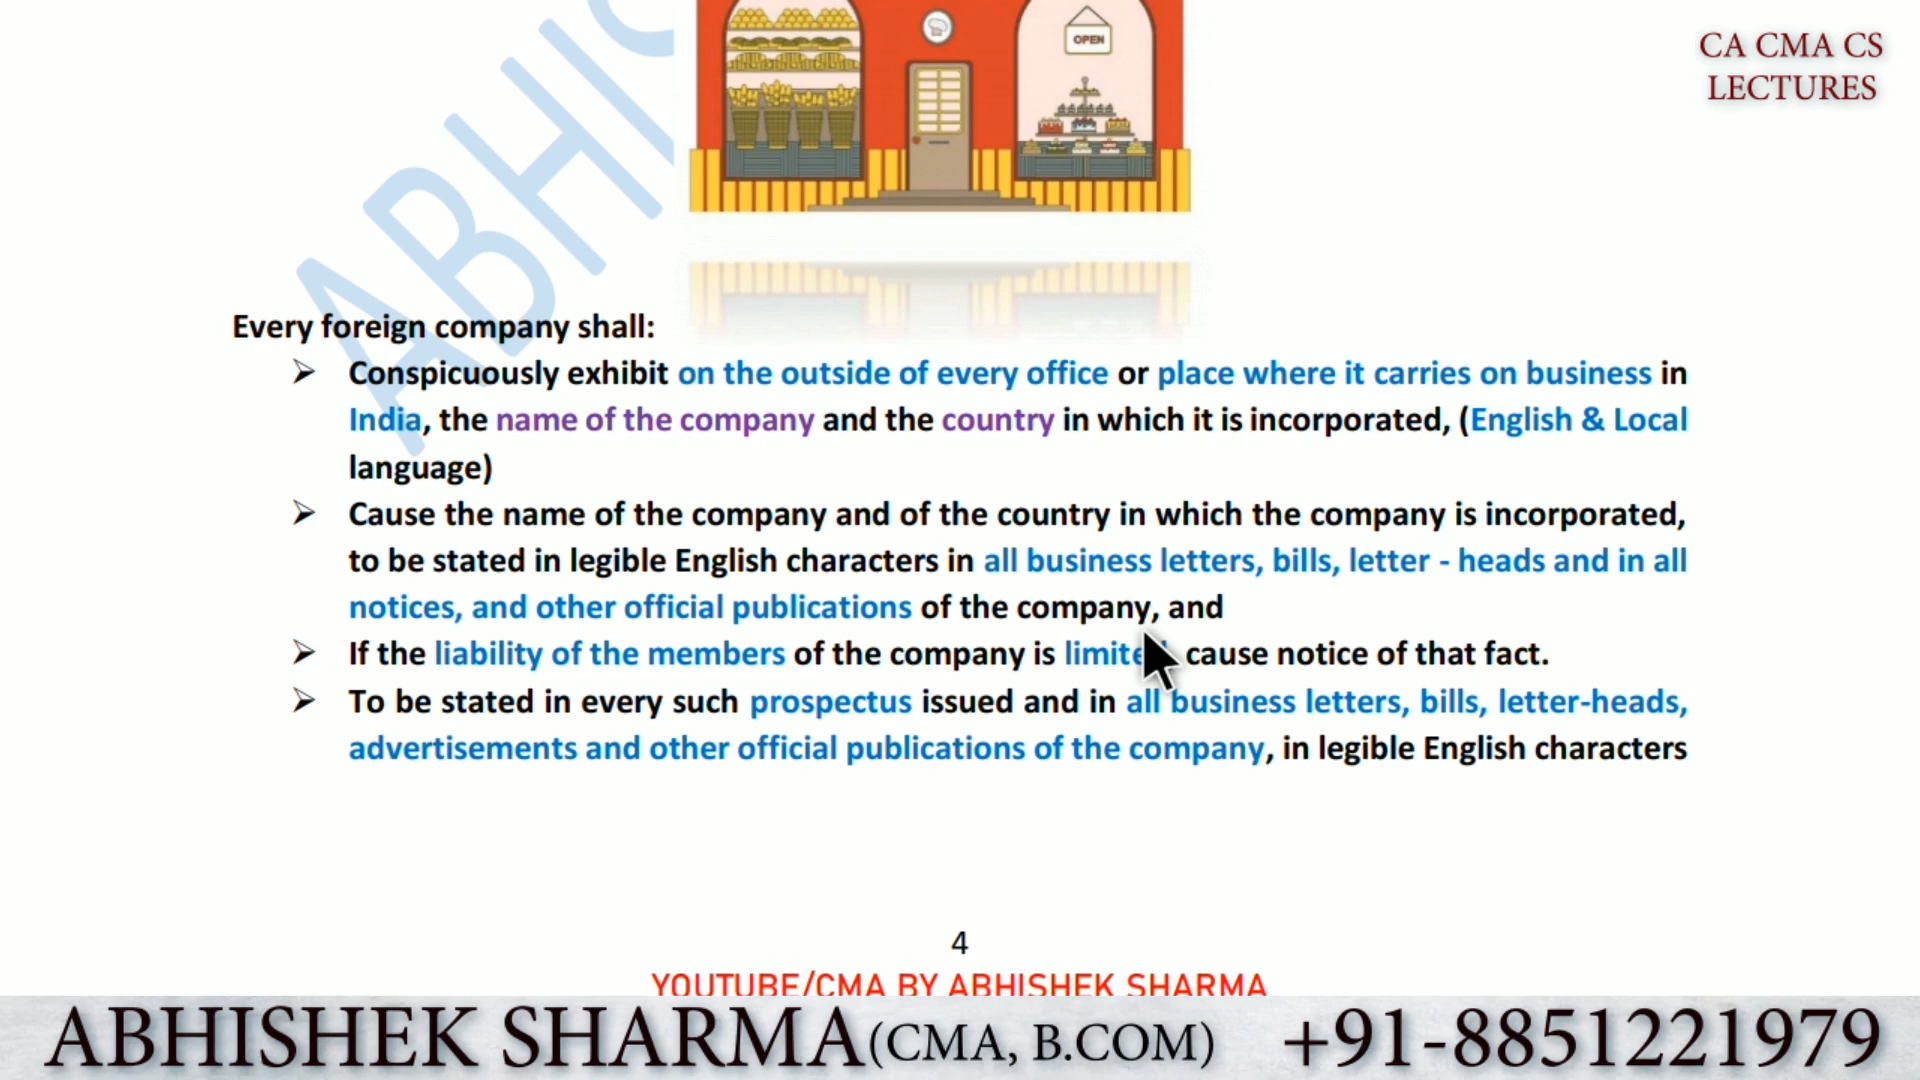 OPEN
CA CMA CS
LECTURES
ABHIS
Every foreign company shall:
➢ Conspicuously exhibit on the outside of every office or place where it carries on business in
India, the name of the company and the country in which it is incorporated, (English & Local
language)
➢ Cause the name of the company and of the country in which the company is incorporated,
to be stated in legible English characters in all business letters, bills, letter - heads and in all
notices, and other official publications of the company, and
➢ If the liability of the members of the company is limited, cause notice of that fact.
➢ To be stated in every such prospectus issued and in all business letters, bills, letter-heads,
advertisements and other official publications of the company, in legible English characters
4
YOUTUBE/CMA BY ABHISHEK SHARMA
ABHISHEK SHARMA(CMA, B.COM) +91-8851221979